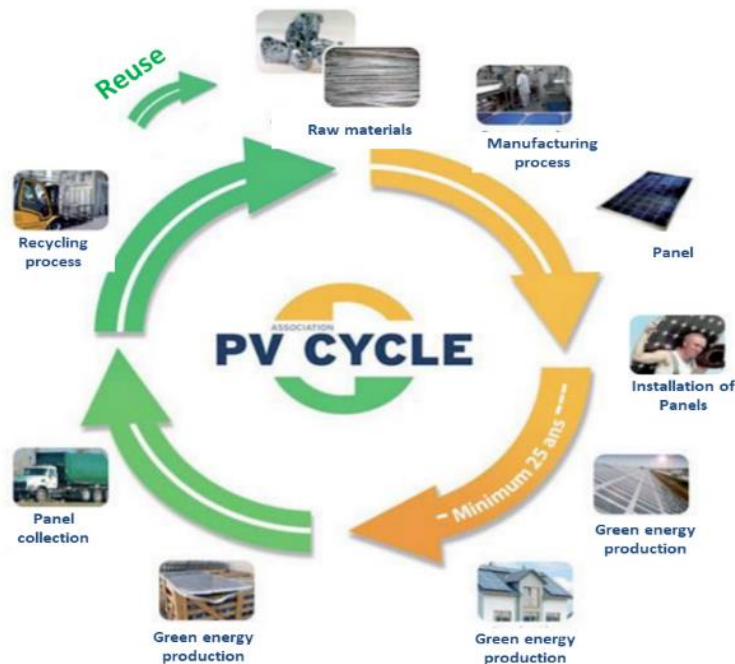 Reuse
Raw materials
Manufacturing
process
Panel
Installation of
Panels
Minimum 25 ans
Green energy
production
Green energy
production
Green energy
production
Panel
collection
Recycling
process
ASSOCIATION
PV CYCLE